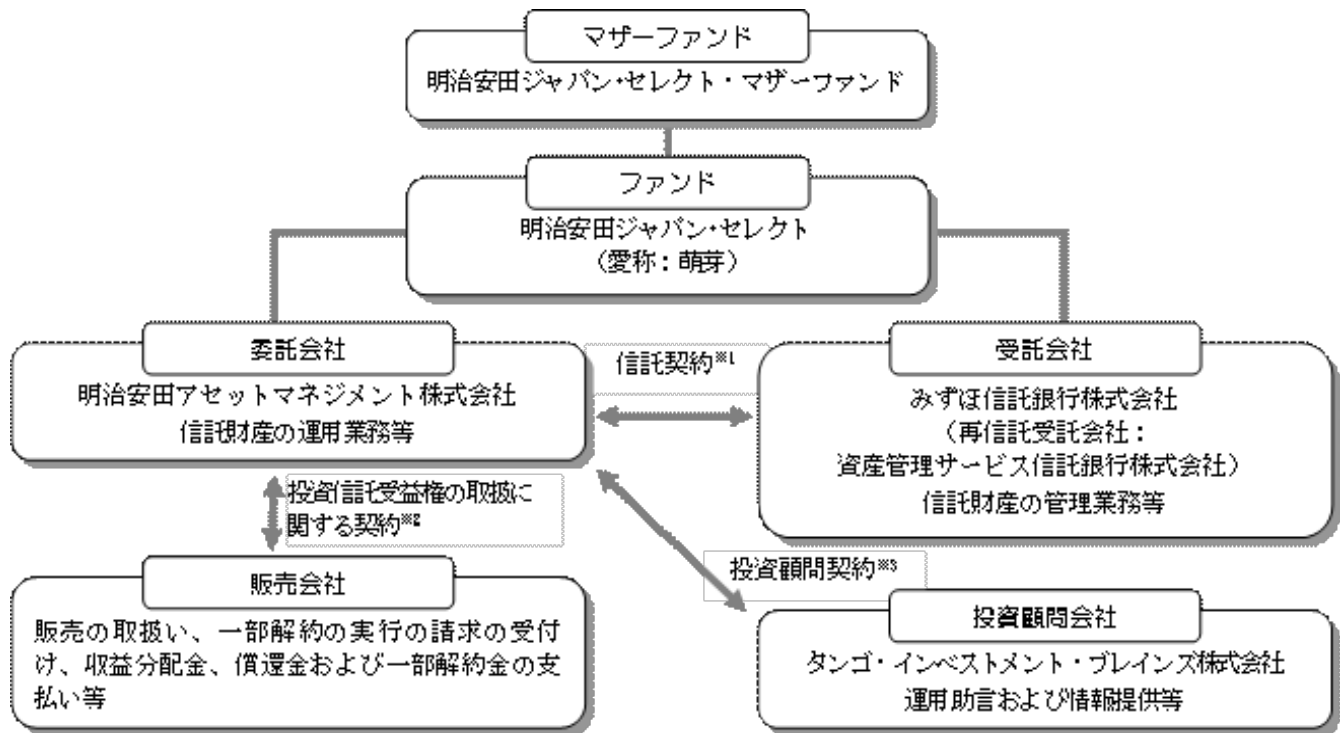 マザーファンド
明治安田ジャパン・セレクト・マザーファンド
ファンド
明治安田ジャパン・セレクト
（愛称：萌芽）
委託会社
明治安田アセットマネジメント株式会社
信託財産の運用業務等
信託契約※1
受託会社
みずほ信託銀行株式会社
（再信託受託会社：
資産管理サービス信託銀行株式会社）
信託財産の管理業務等
投資信託受益権の取扱に
関する契約※2
投資顧問契約※3
販売会社
販売の取扱い、一部解約の実行の請求の受付
け、収益分配金、償還金および一部解約金の支
払い等
投資顧問会社
タンゴ・インベストメント・ブレインズ株式会社
運用助言および情報提供等